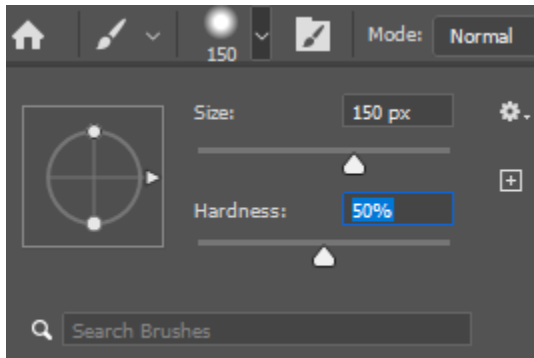 Mode: Normal
150
Size: 150 px
Hardness: 50%
Search Brushes